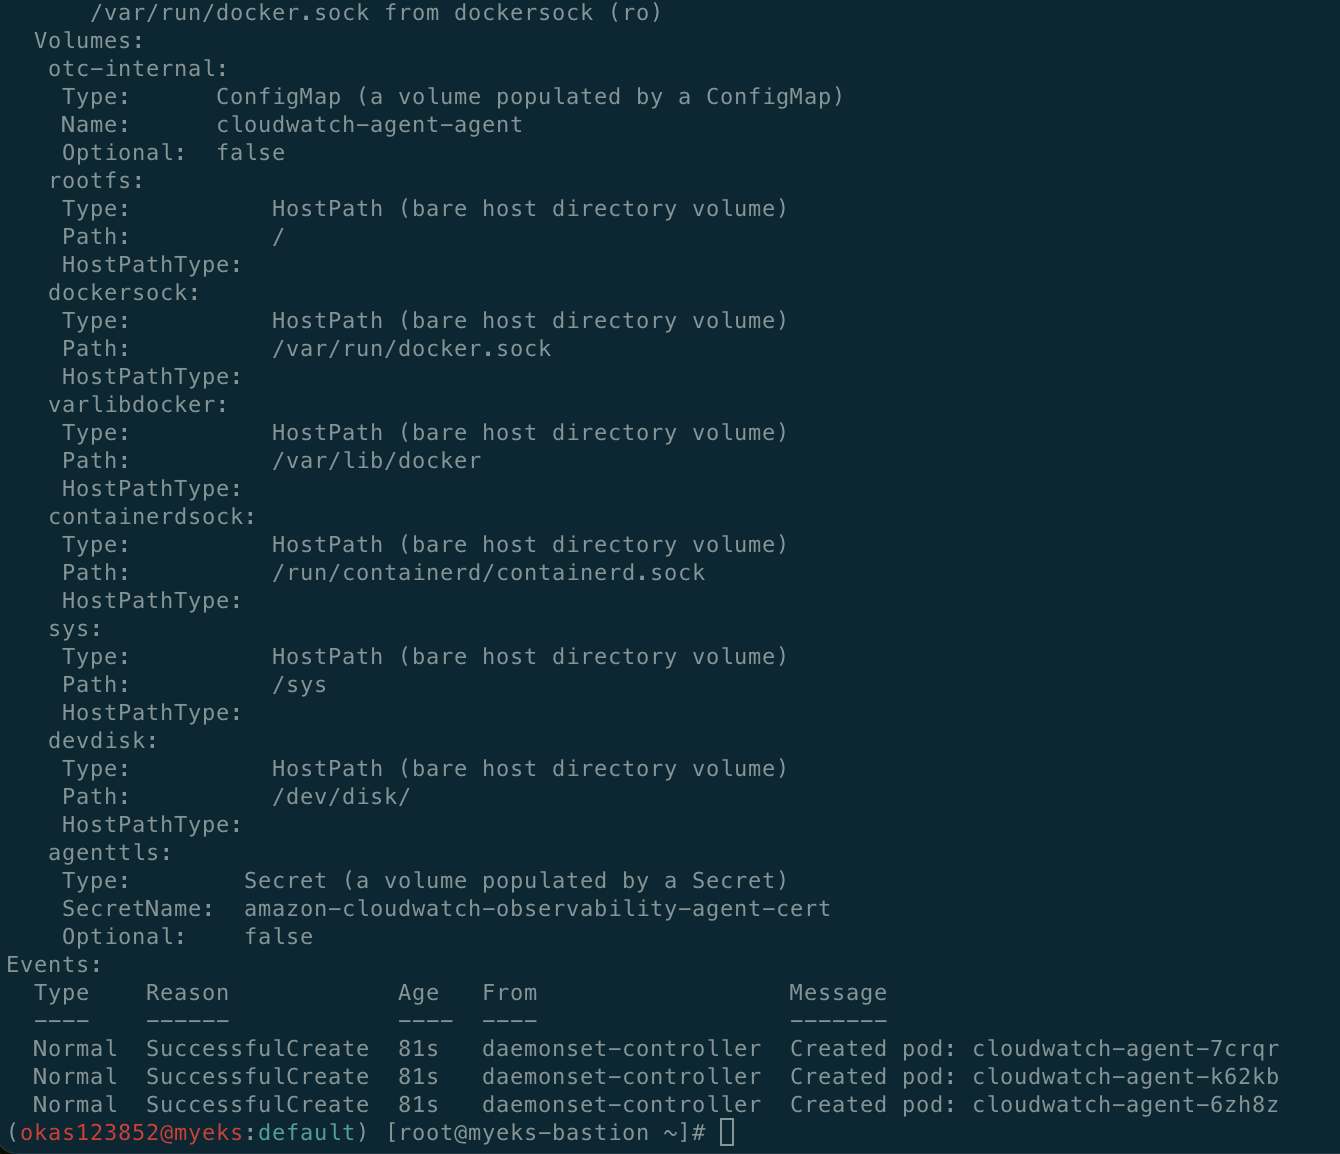 /var/run/docker.sock from dockersock (ro)
Volumes:
otc-internal:
Type: ConfigMap (a volume populated by a ConfigMap)
Name: cloudwatch-agent-agent
Optional: false
rootfs:
Type: HostPath (bare host directory volume)
Path: /
HostPathType:
dockersock:
Type: HostPath (bare host directory volume)
Path: /var/run/docker.sock
HostPathType:
varlibdocker:
Type: HostPath (bare host directory volume)
Path: /var/lib/docker
HostPathType:
containerdsock:
Type: HostPath (bare host directory volume)
Path: /run/containerd/containerd.sock
HostPathType:
sys:
Type: HostPath (bare host directory volume)
Path: /sys
HostPathType:
devdisk:
Type: HostPath (bare host directory volume)
Path: /dev/disk/
HostPathType:
agenttls:
Type: Secret (a volume populated by a Secret)
SecretName: amazon-cloudwatch-observability-agent-cert
Optional: false
Events:
Type Reason Age From Message
---- ------ ---- ---- -------
Normal SuccessfulCreate 81s daemonset-controller Created pod: cloudwatch-agent-7crqr
Normal SuccessfulCreate 81s daemonset-controller Created pod: cloudwatch-agent-k62kb
Normal SuccessfulCreate 81s daemonset-controller Created pod: cloudwatch-agent-6zh8z
(okas123852@myeks:default) [root@myeks-bastion ~]#